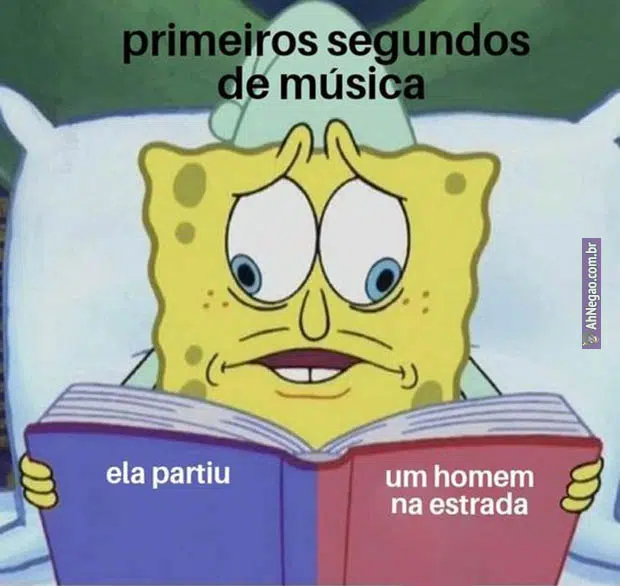 primeiros segundos
de música
AhNegao.com.br
ela partiu
um homem
na estrada